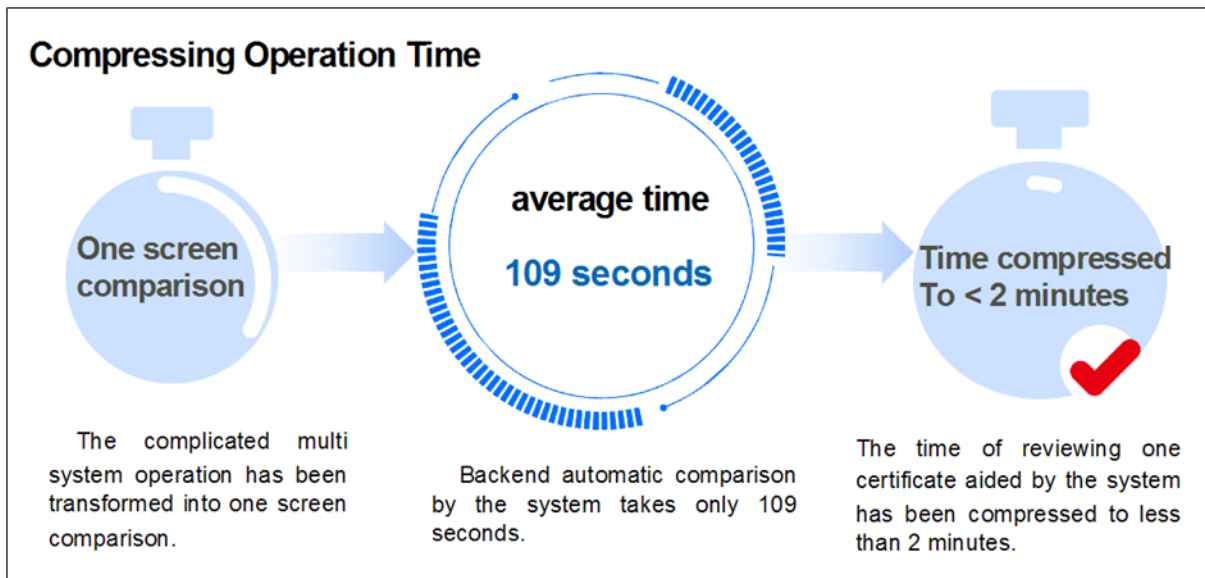 Compressing Operation Time
One screen
comparison
average time
109 seconds
Time compressed
To < 2 minutes
The complicated multi
system operation has been
transformed into one screen
comparison.
Backend automatic comparison
by the system takes only 109
seconds.
The time of reviewing one
certificate aided by the system
has been compressed to less
than 2 minutes.